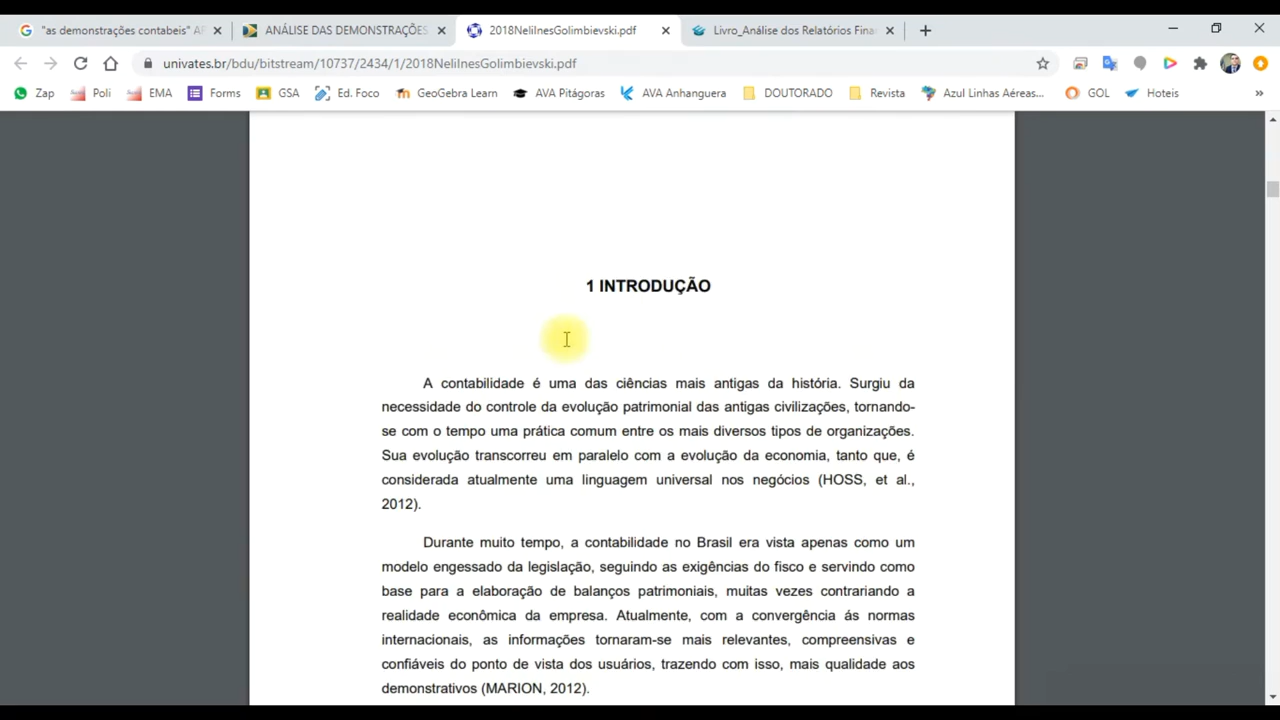 "as demonstrações contabeis" AF
ANÁLISE DAS DEMONSTRAÇÕES
2018NeliInesGolimbievski.pdf
Livro_Análise dos Relatórios Fina
univates.br/bdu/bitstream/10737/2434/1/2018NeliInesGolimbievski.pdf
Zap Poli EMA Forms GSA Ed. Foco GeoGebra Learn AVA Pitágoras AVA Anhanguera DOUTORADO Revista Azul Linhas Aéreas... GOL Hoteis »
1 INTRODUÇÃO
A contabilidade é uma das ciências mais antigas da história. Surgiu da
necessidade do controle da evolução patrimonial das antigas civilizações, tornando-
se com o tempo uma prática comum entre os mais diversos tipos de organizações.
Sua evolução transcorreu em paralelo com a evolução da economia, tanto que, é
considerada atualmente uma linguagem universal nos negócios (HOSS, et al.,
2012).
Durante muito tempo, a contabilidade no Brasil era vista apenas como um
modelo engessado da legislação, seguindo as exigências do fisco e servindo como
base para a elaboração de balanços patrimoniais, muitas vezes contrariando a
realidade econômica da empresa. Atualmente, com a convergência ás normas
internacionais, as informações tornaram-se mais relevantes, compreensivas e
confiáveis do ponto de vista dos usuários, trazendo com isso, mais qualidade aos
demonstrativos (MARION, 2012).